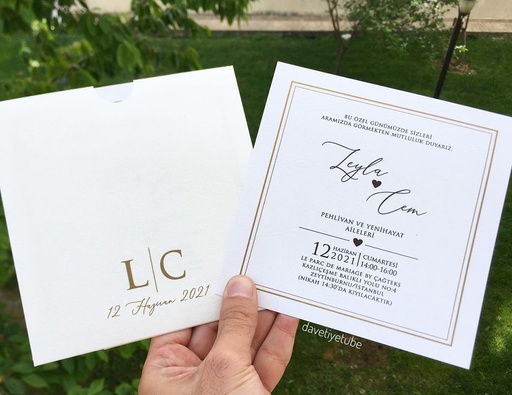 L|C
12 Haziran 2021
BU ÖZEL GÜNÜMÜZDE SİZLERİ
ARAMIZDA GÖRMEKTEN MUTLULUK DUYARIZ.
Leyla
Cem
PEHLİVAN VE YENİHAYAT
AİLELERİ
12 HAZİRAN 2021 | CUMARTESİ 14:00-16:00
LE PARC DE MARIAGE BY ÇAĞTEKS
KAZLIÇEŞME BALIKLI YOLU NO:4
ZEYTİNBURNU/İSTANBUL
(NİKAH 14:30'DA KIYILACAKTIR)
davetiyetube